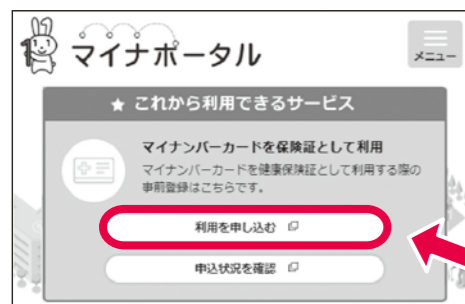 マイナポータル
メニュー
★ これから利用できるサービス
マイナンバーカードを保険証として利用
マイナンバーカードを健康保険証として利用する際の
事前登録はこちらです。
利用を申し込む
申込状況を確認